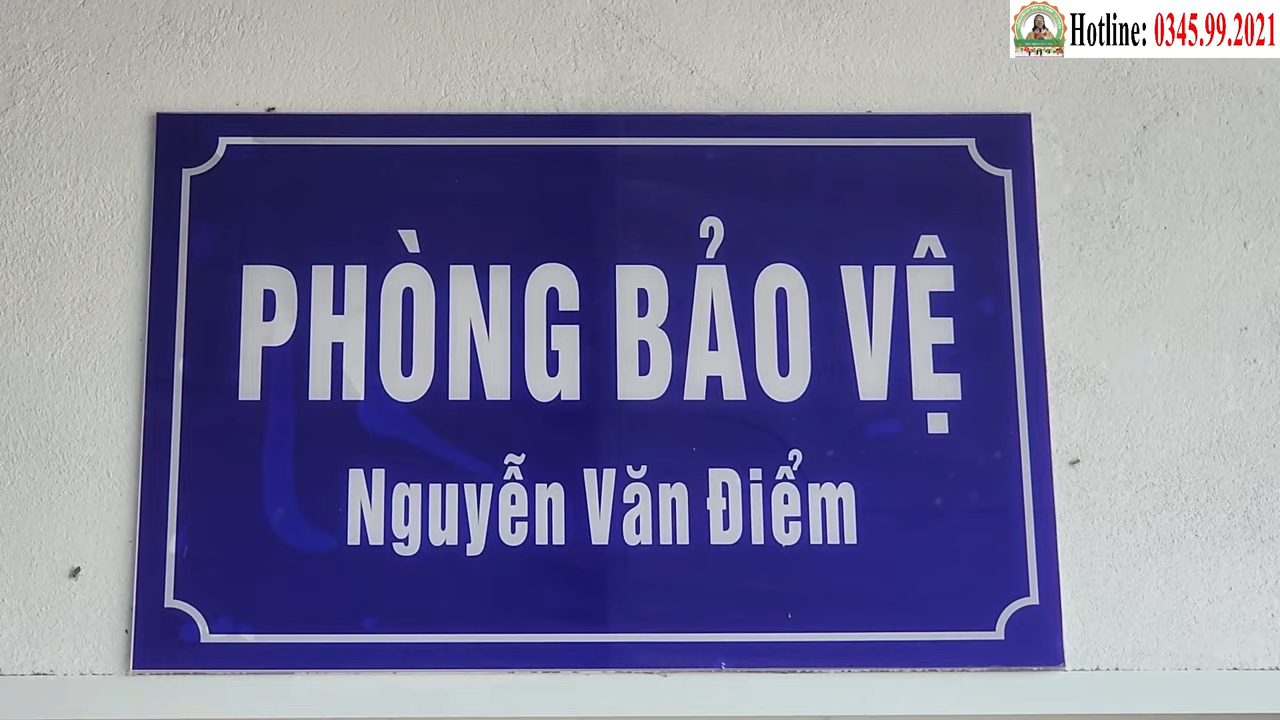 Hotline: 0345.99.2021
PHÒNG BẢO VỆ
Nguyễn Văn Điểm